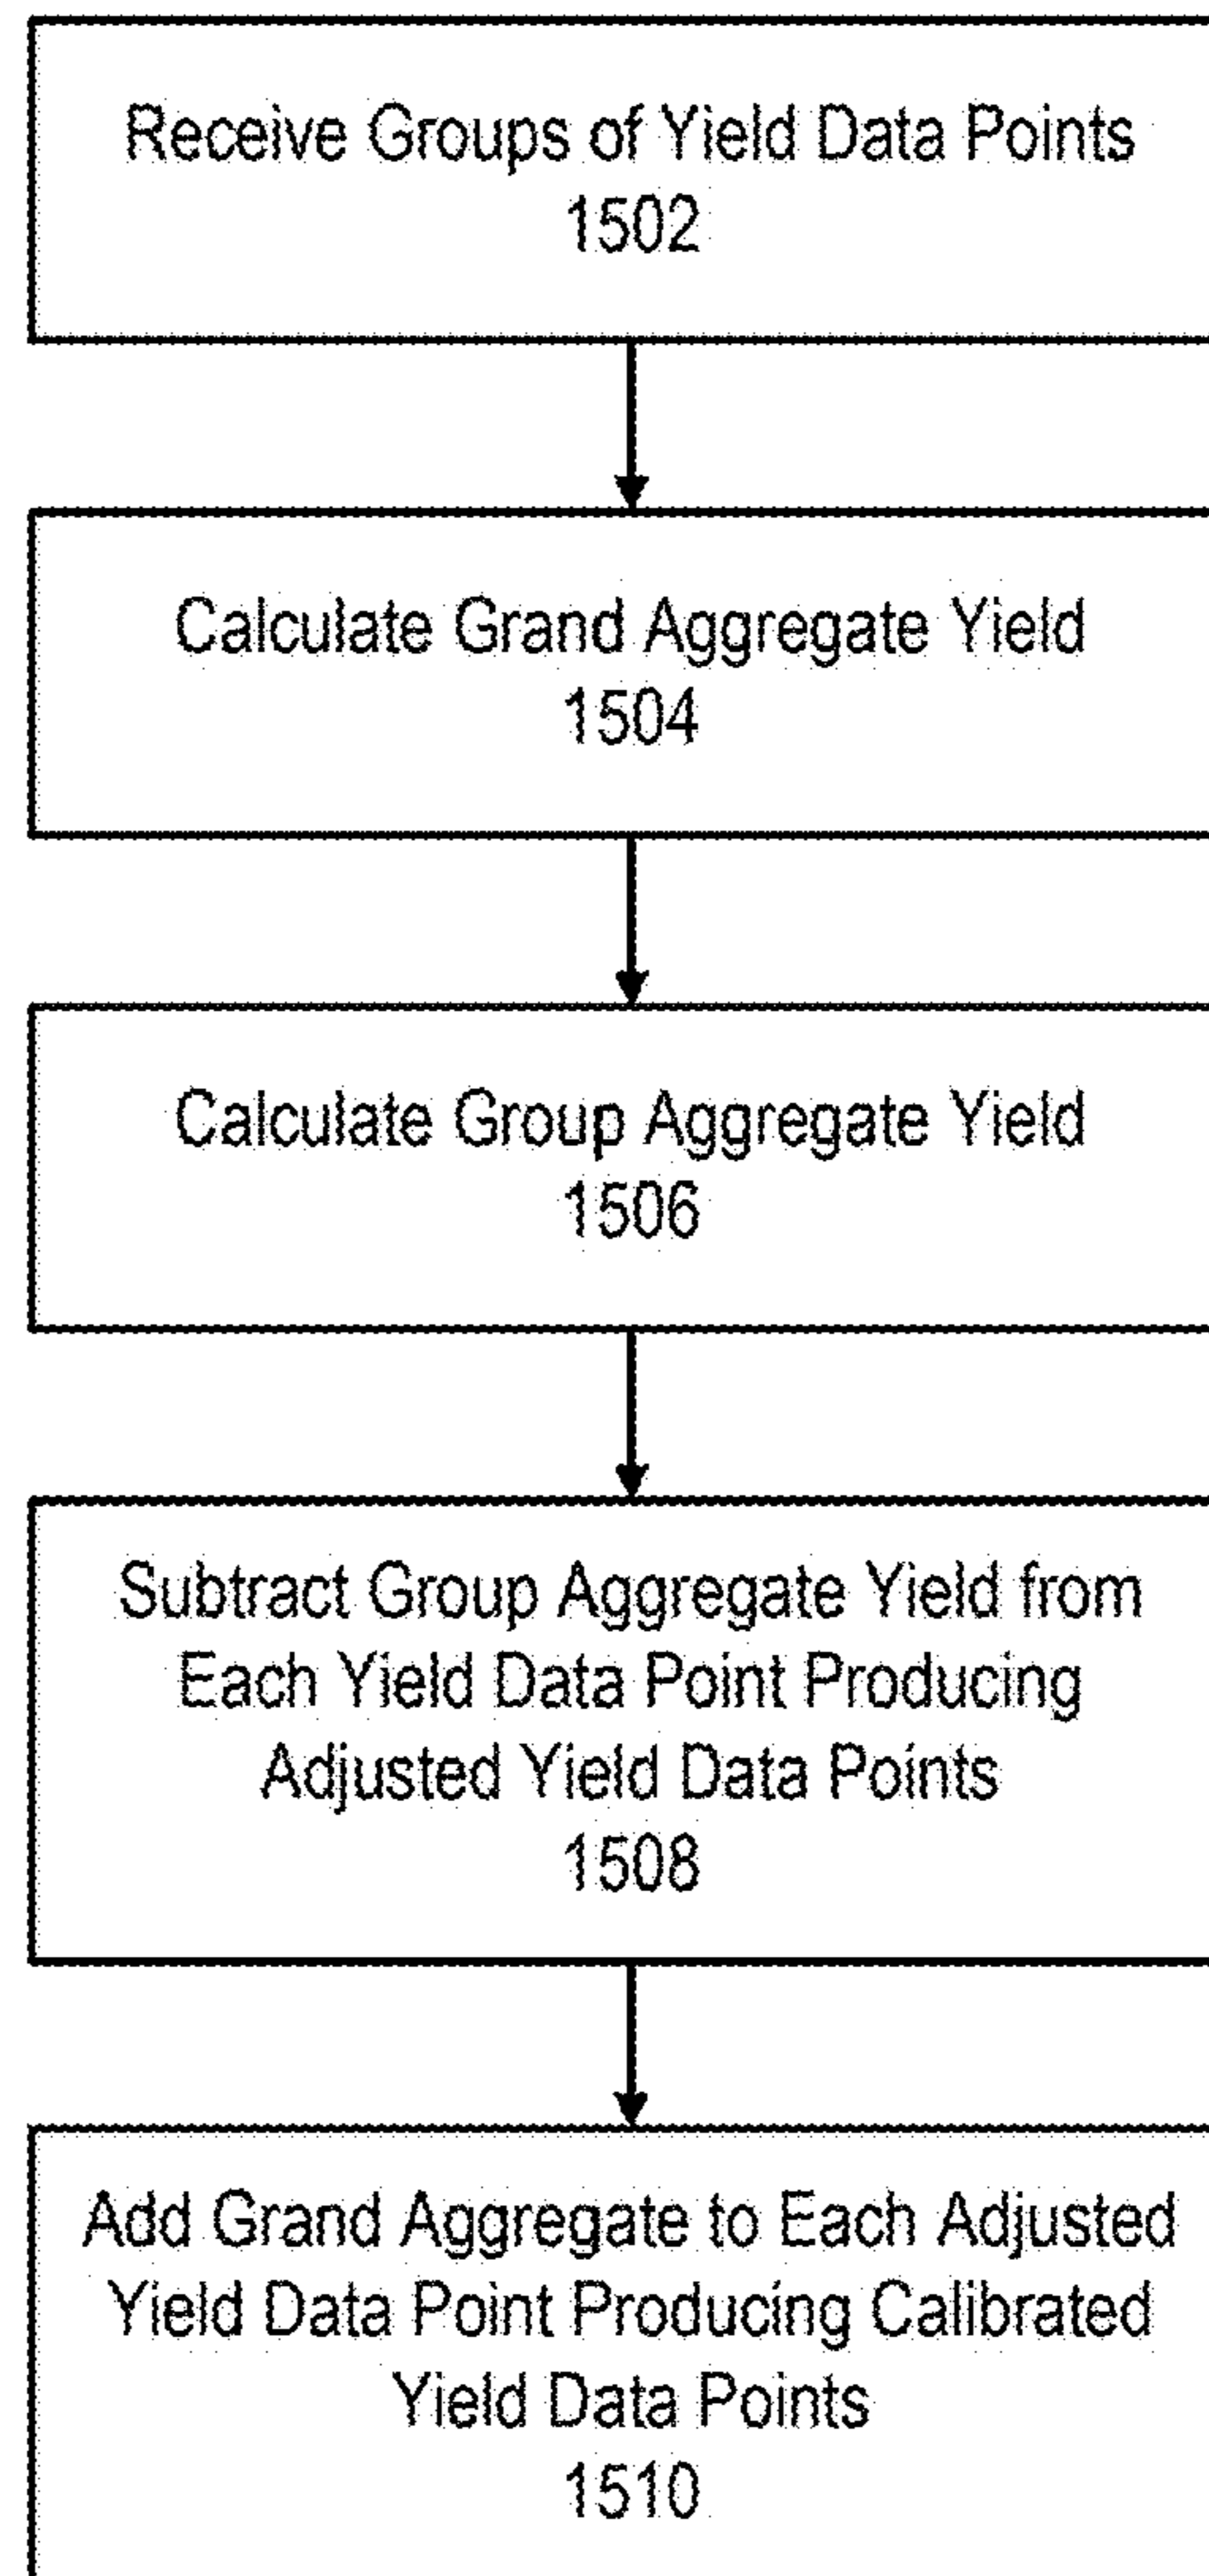 Receive Groups of Yield Data Points
1502
Calculate Grand Aggregate Yield
1504
Calculate Group Aggregate Yield
1506
Subtract Group Aggregate Yield from
Each Yield Data Point Producing
Adjusted Yield Data Points
1508
Add Grand Aggregate to Each Adjusted
Yield Data Point Producing Calibrated
Yield Data Points
1510